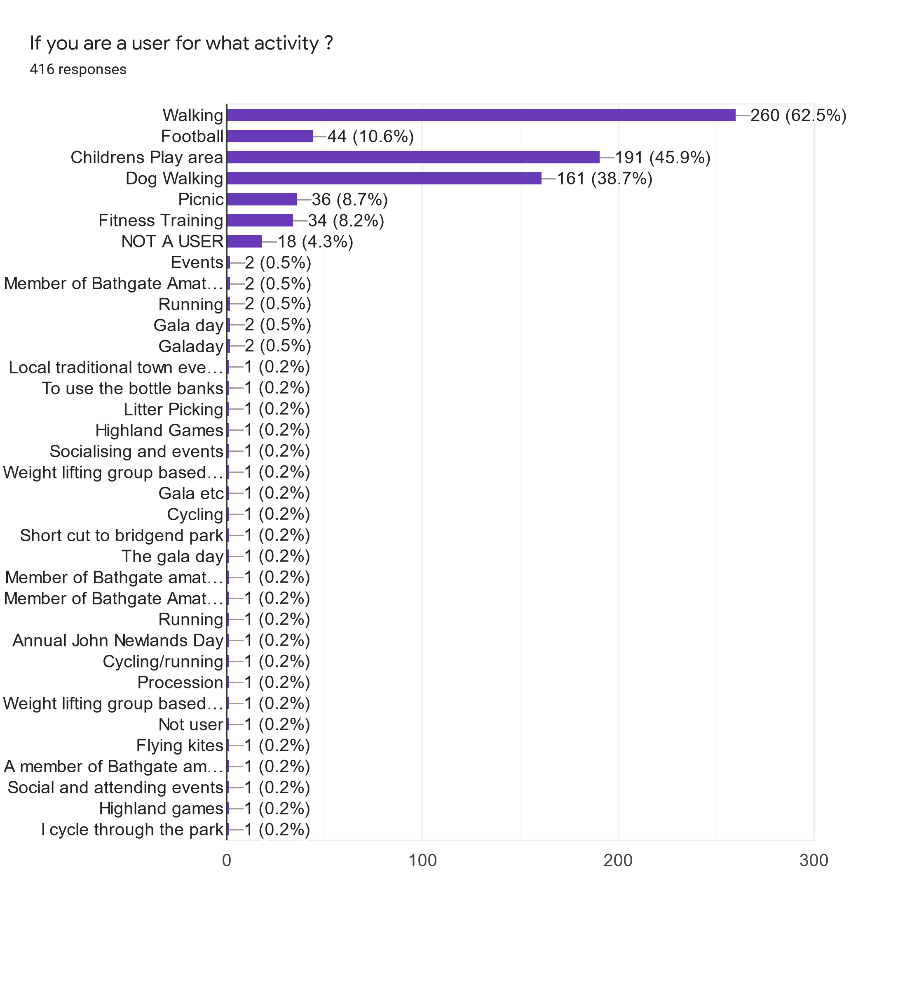 If you are a user for what activity ?
416 responses
Walking 260 (62.5%)
Football 44 (10.6%)
Childrens Play area 191 (45.9%)
Dog Walking 161 (38.7%)
Picnic 36 (8.7%)
Fitness Training 34 (8.2%)
NOT A USER 18 (4.3%)
Events 2 (0.5%)
Member of Bathgate Amat… 2 (0.5%)
Running 2 (0.5%)
Gala day 2 (0.5%)
Galaday 2 (0.5%)
Local traditional town eve… 1 (0.2%)
To use the bottle banks 1 (0.2%)
Litter Picking 1 (0.2%)
Highland Games 1 (0.2%)
Socialising and events 1 (0.2%)
Weight lifting group based… 1 (0.2%)
Gala etc 1 (0.2%)
Cycling 1 (0.2%)
Short cut to bridgend park 1 (0.2%)
The gala day 1 (0.2%)
Member of Bathgate amat… 1 (0.2%)
Member of Bathgate Amat… 1 (0.2%)
Running 1 (0.2%)
Annual John Newlands Day 1 (0.2%)
Cycling/running 1 (0.2%)
Procession 1 (0.2%)
Weight lifting group based… 1 (0.2%)
Not user 1 (0.2%)
Flying kites 1 (0.2%)
A member of Bathgate am… 1 (0.2%)
Social and attending events 1 (0.2%)
Highland games 1 (0.2%)
I cycle through the park 1 (0.2%)
0 100 200 300